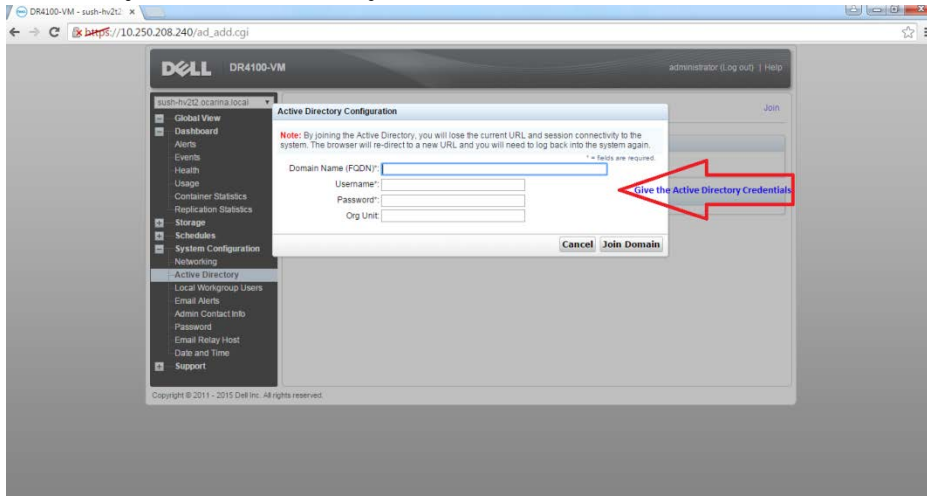 DR4100-VM - sush-hv2t2
https://10.250.208.240/ad_add.cgi
DELL DR4100-VM
administrator (Log out) | Help
sush-hv2t2.ocarina.local
Join
Global View
Dashboard
Alerts
Events
Health
Usage
Container Statistics
Replication Statistics
Storage
Schedules
System Configuration
Networking
Active Directory
Local Workgroup Users
Email Alerts
Admin Contact Info
Password
Email Relay Host
Date and Time
Support
Active Directory Configuration
Note: By joining the Active Directory, you will lose the current URL and session connectivity to the
system. The browser will re-direct to a new URL and you will need to log back into the system again.
* = fields are required.
Domain Name (FQDN)*:
Username*:
Password*:
Org Unit:
Give the Active Directory Credentials
Cancel Join Domain
Copyright © 2011 - 2015 Dell Inc. All rights reserved.